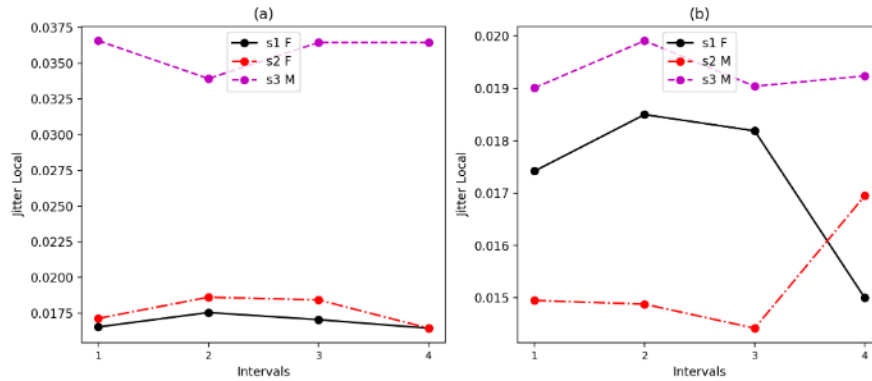 (a)
Jitter Local
0.0375
0.0350
0.0325
0.0300
0.0275
0.0250
0.0225
0.0200
0.0175
s1 F
s2 F
s3 M
1 2 3 4
Intervals
(b)
Jitter Local
0.020
0.019
0.018
0.017
0.016
0.015
s1 F
s2 M
s3 M
1 2 3 4
Intervals